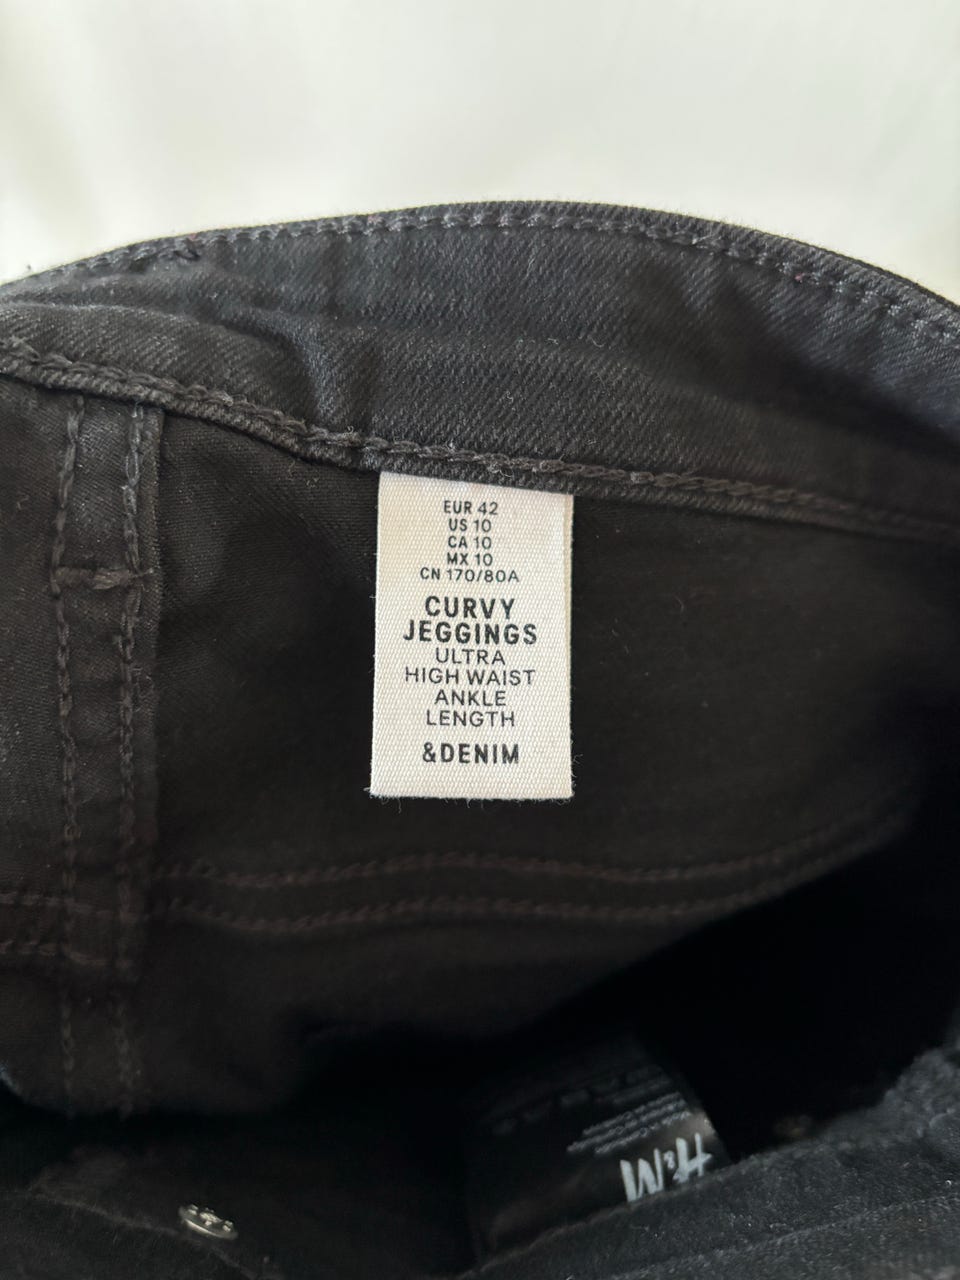 EUR 42
US 10
CA 10
MX 10
CN 170/80A
CURVY
JEGGINGS
ULTRA
HIGH WAIST
ANKLE
LENGTH
&DENIM
H&M